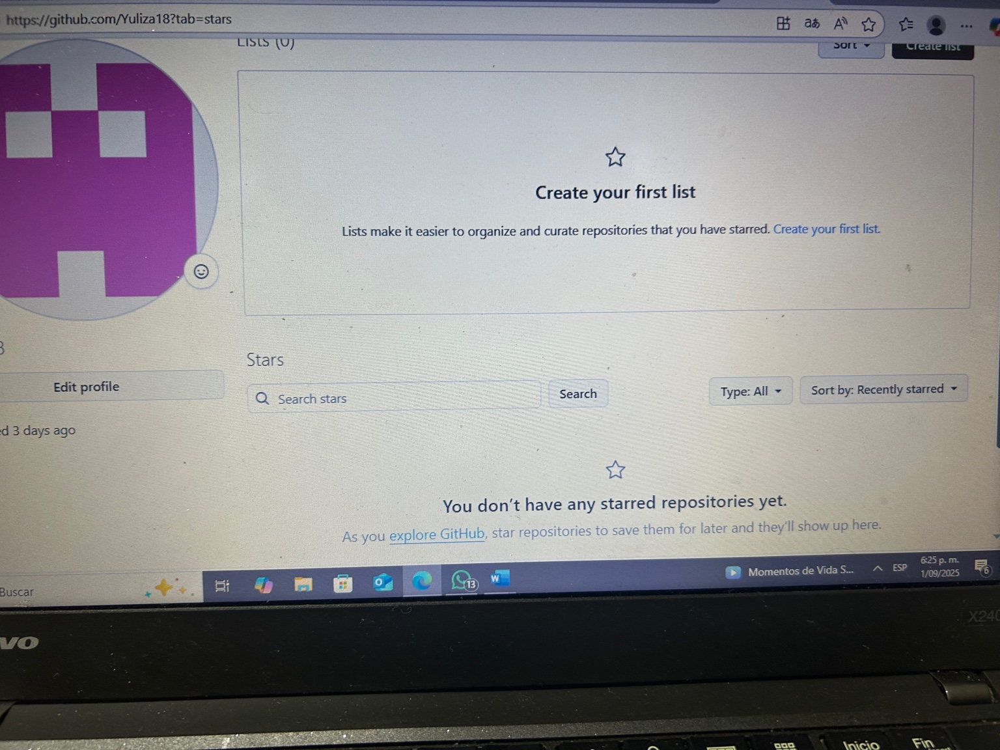 https://github.com/Yuliza18?tab=stars
Lists (0)
Sort
Create list
Create your first list
Lists make it easier to organize and curate repositories that you have starred. Create your first list.
Edit profile
3 days ago
Stars
Search stars
Search
Type: All
Sort by: Recently starred
You don't have any starred repositories yet.
As you explore GitHub, star repositories to save them for later and they'll show up here.
Buscar
13
Momentos de Vida S...
ESP
6:25 p. m.
1/09/2025
6
X240
Inicio
Fin